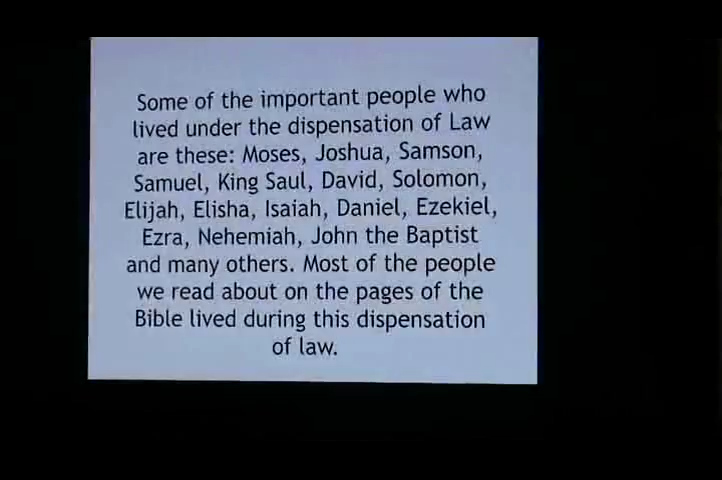 Some of the important people who
lived under the dispensation of Law
are these: Moses, Joshua, Samson,
Samuel, King Saul, David, Solomon,
Elijah, Elisha, Isaiah, Daniel, Ezekiel,
Ezra, Nehemiah, John the Baptist
and many others. Most of the people
we read about on the pages of the
Bible lived during this dispensation
of law.